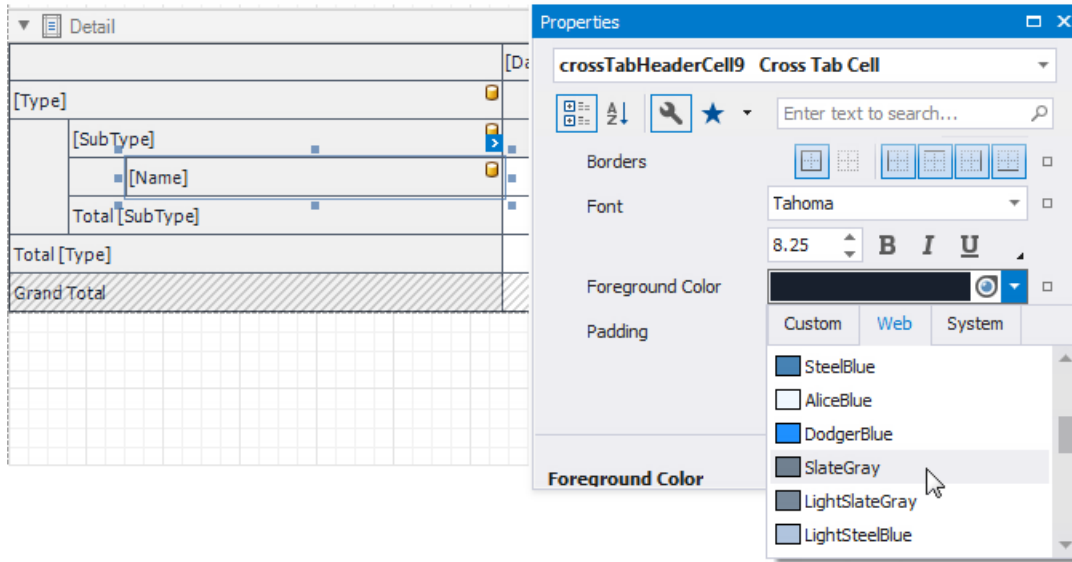 Detail
[Da
[Type]
[SubType]
[Name]
Total [SubType]
Total [Type]
Grand Total
Properties
crossTabHeaderCell9 Cross Tab Cell
Enter text to search...
Borders
Font
Tahoma
8.25
B I U
Foreground Color
Padding
Custom Web System
SteelBlue
AliceBlue
DodgerBlue
SlateGray
LightSlateGray
LightSteelBlue
Foreground Color